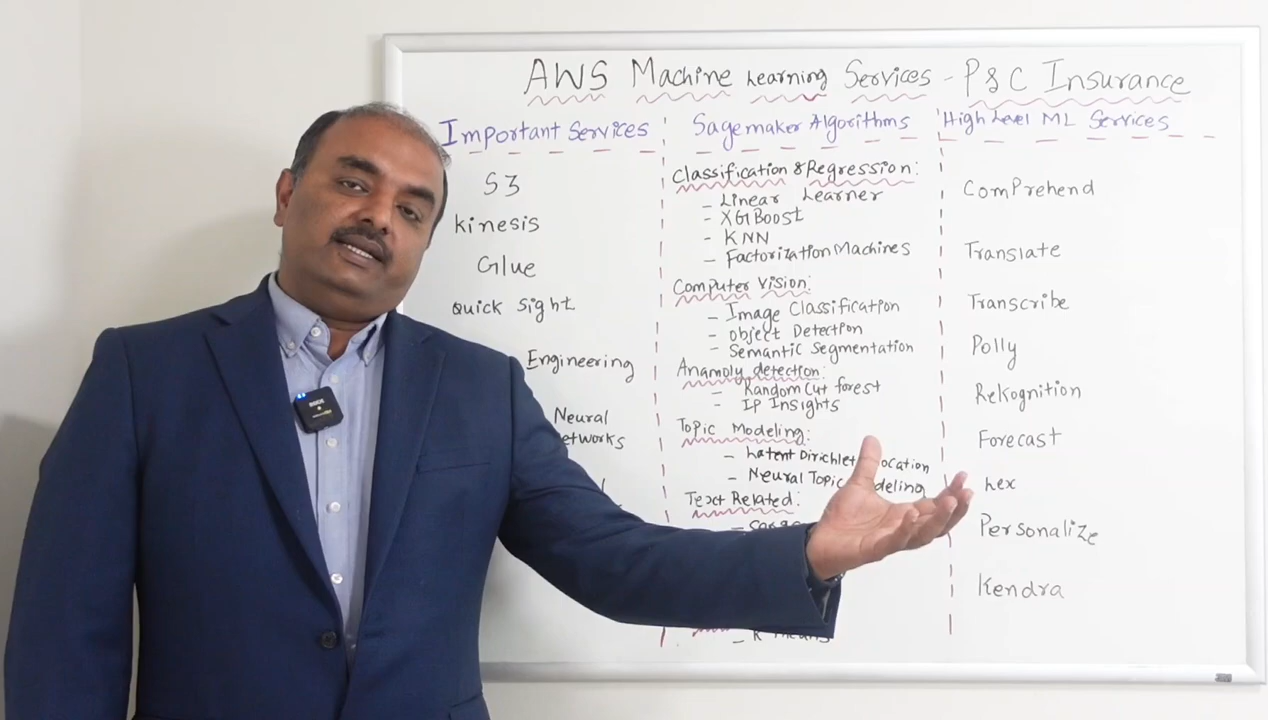 AWS Machine Learning Services - P&C Insurance
Important Services
S3
Kinesis
Glue
Quick Sight
Engineering
Neural
Sagemaker Algorithms
Classification & Regression:
- Linear Learner
- XGBoost
- KNN
- Factorization Machines
Computer Vision:
- Image Classification
- Object Detection
- Semantic Segmentation
Anamoly detection:
- Random Cut forest
- IP Insights
Topic Modeling:
- Latent Dirichlet
- Neural Topic
Text Related:
- K means
High Level ML Services
Comprehend
Translate
Transcribe
Polly
Rekognition
Forecast
Personalize
Kendra